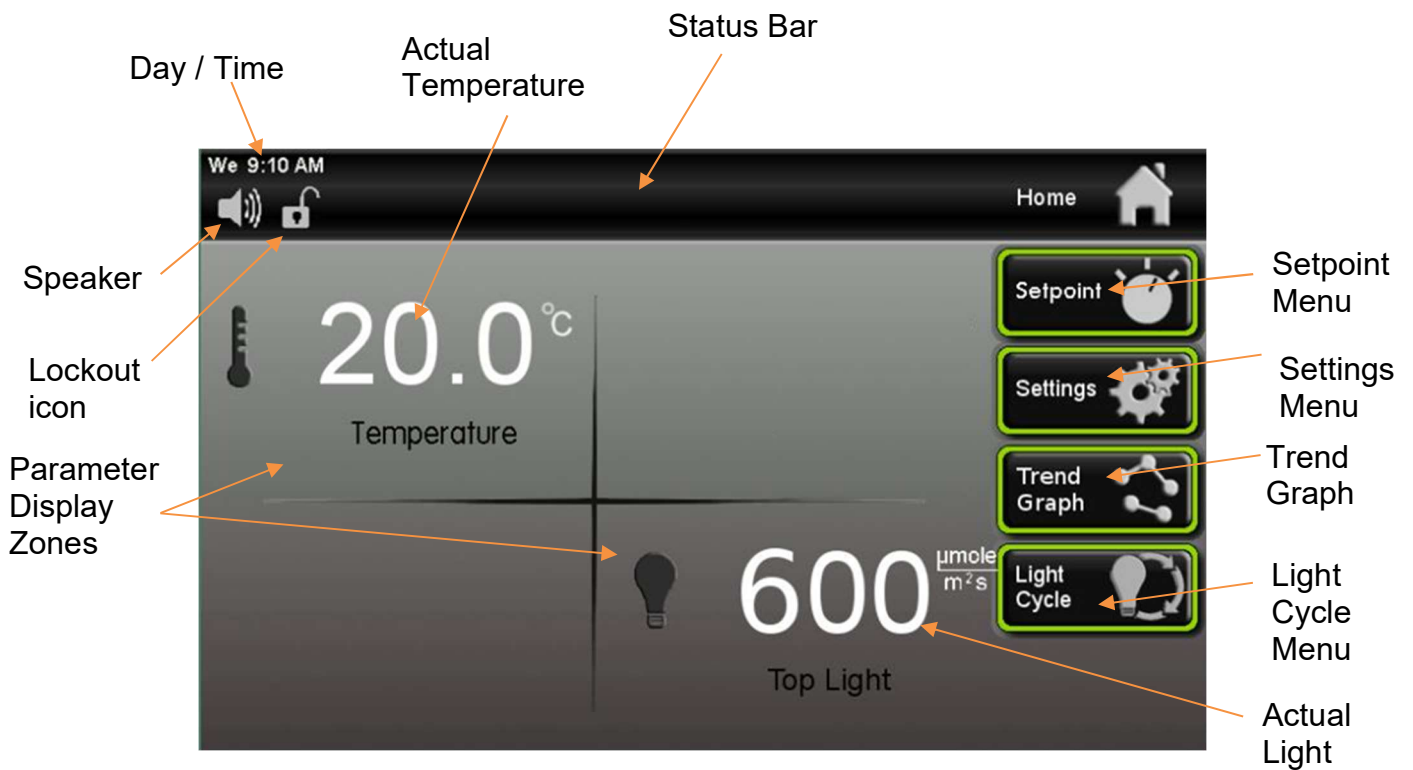 Status Bar
Day / Time
Actual
Temperature
We 9:10 AM
Home
Speaker
Setpoint
Setpoint
Menu
20.0 °C
Lockout
icon
Settings
Settings
Menu
Temperature
Parameter
Display
Zones
Trend
Graph
Trend
Graph
600 µmole
m²s
Light
Cycle
Light
Cycle
Menu
Top Light
Actual
Light